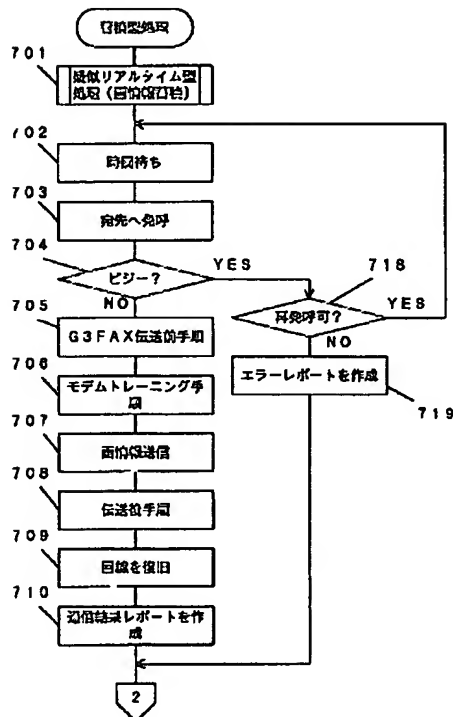 蓄積型処理
701
疑似リアルタイム型
処理(画情報蓄積)
702
時刻待ち
703
宛先へ発呼
704
ビジー?
YES
NO
718
再発呼可?
YES
NO
705
G3FAX伝送前手順
エラーレポートを作成
719
706
モデムトレーニング手
順
707
画情報送信
708
伝送後手順
709
回線を復旧
710
通信結果レポートを作
成
2